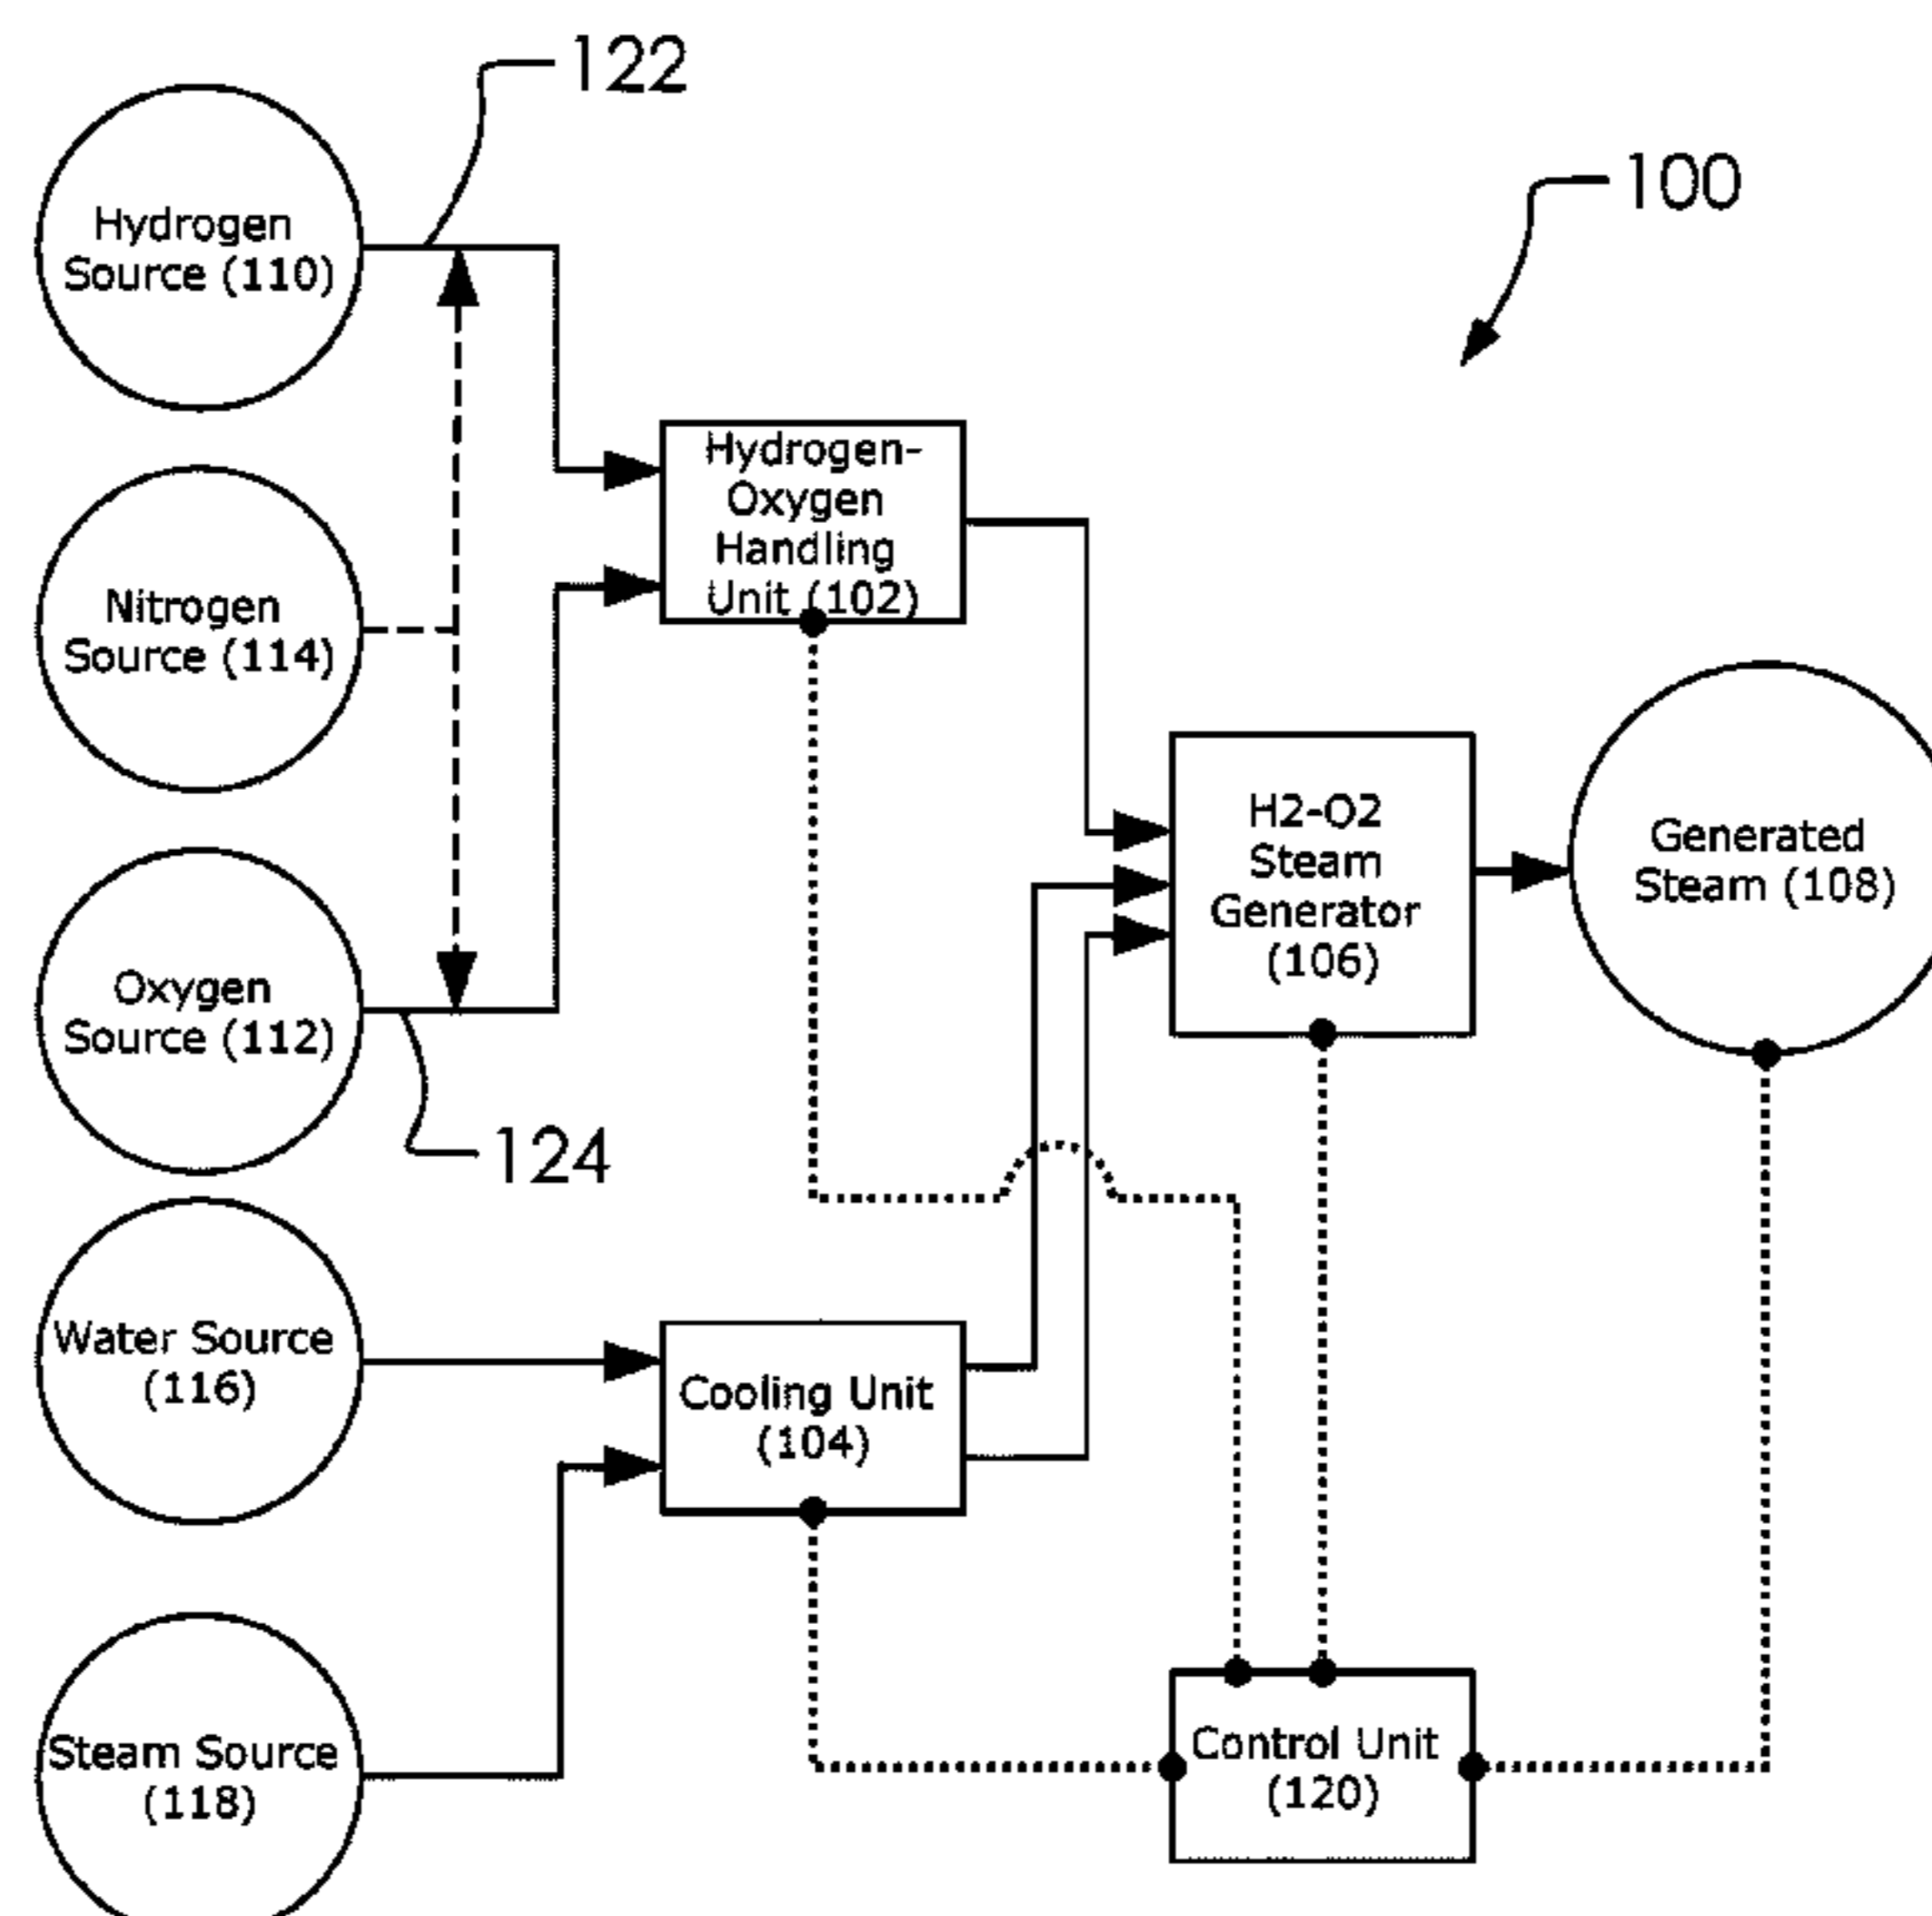 122
100
Hydrogen
Source (110)
Hydrogen-
Oxygen
Handling
Unit (102)
Nitrogen
Source (114)
H2-O2
Steam
Generator
(106)
Generated
Steam (108)
Oxygen
Source (112)
124
Water Source
(116)
Cooling Unit
(104)
Steam Source
(118)
Control Unit
(120)